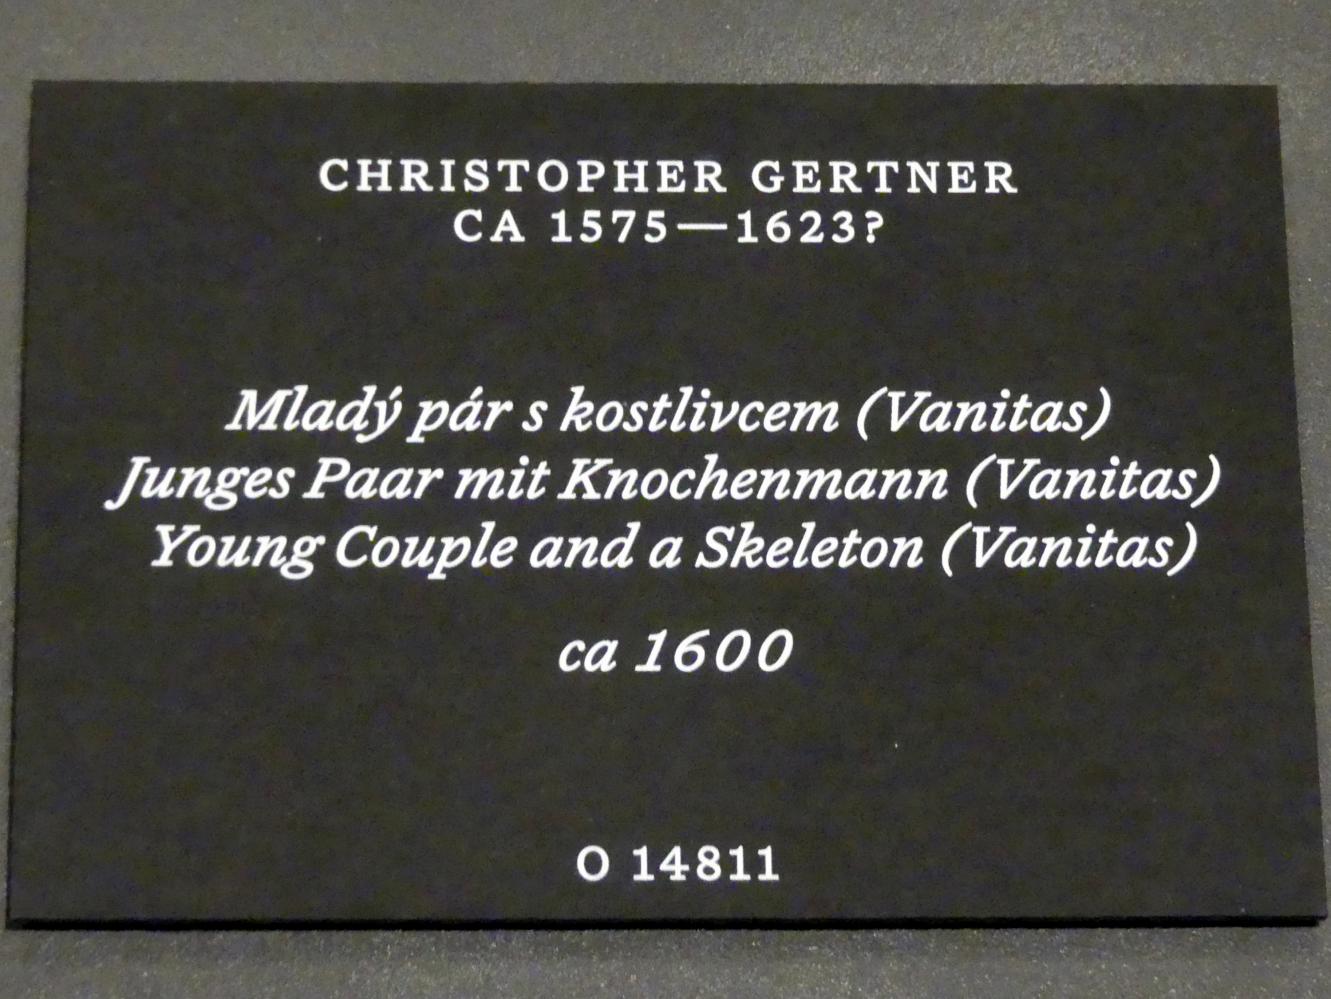 CHRISTOPHER GERTNER
CA 1575—1623?
Mladý pár s kostlivcem (Vanitas)
Junges Paar mit Knochenmann (Vanitas)
Young Couple and a Skeleton (Vanitas)
ca 1600
O 14811